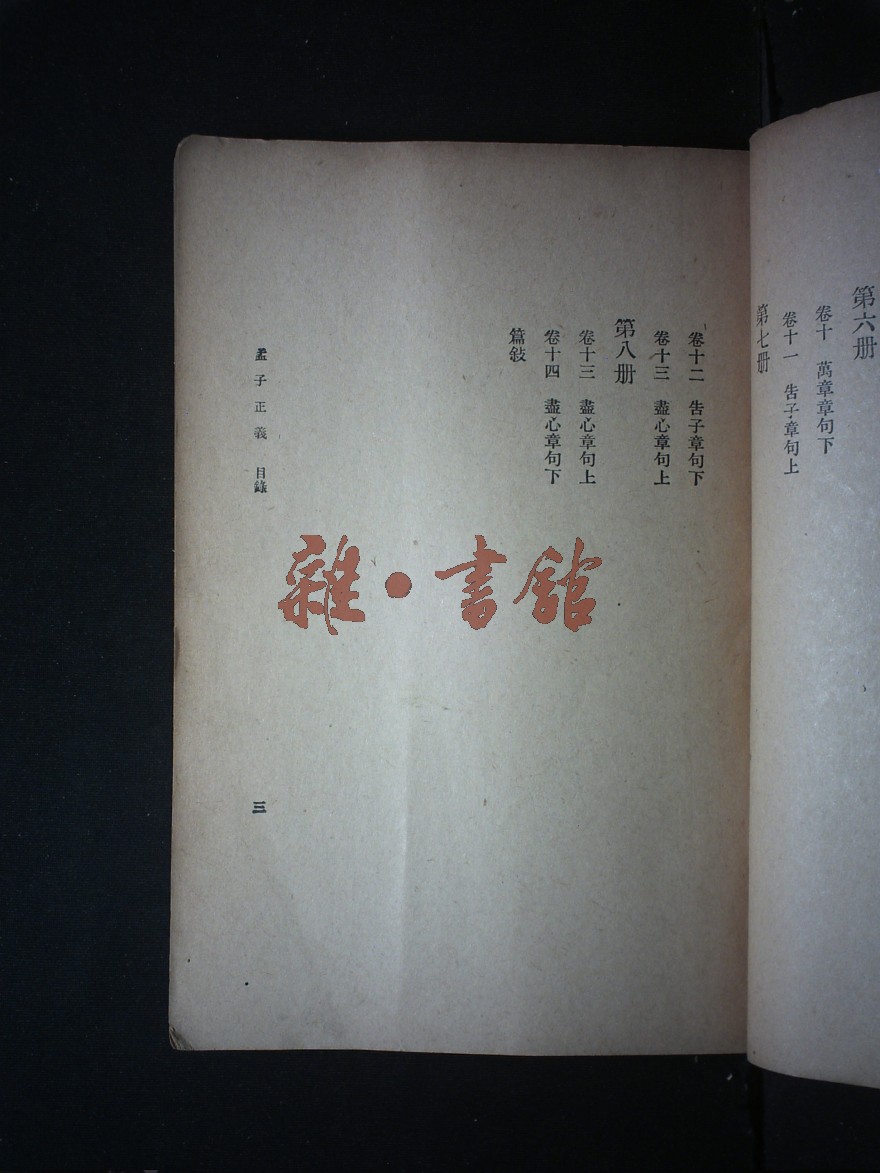 第六册
卷十 萬章章句下
卷十一 告子章句上
第七册
卷十二 告子章句下
卷十三 盡心章句上
第八册
卷十三 盡心章句上
卷十四 盡心章句下
篇敍
孟子正義 目錄
三
雜·書館